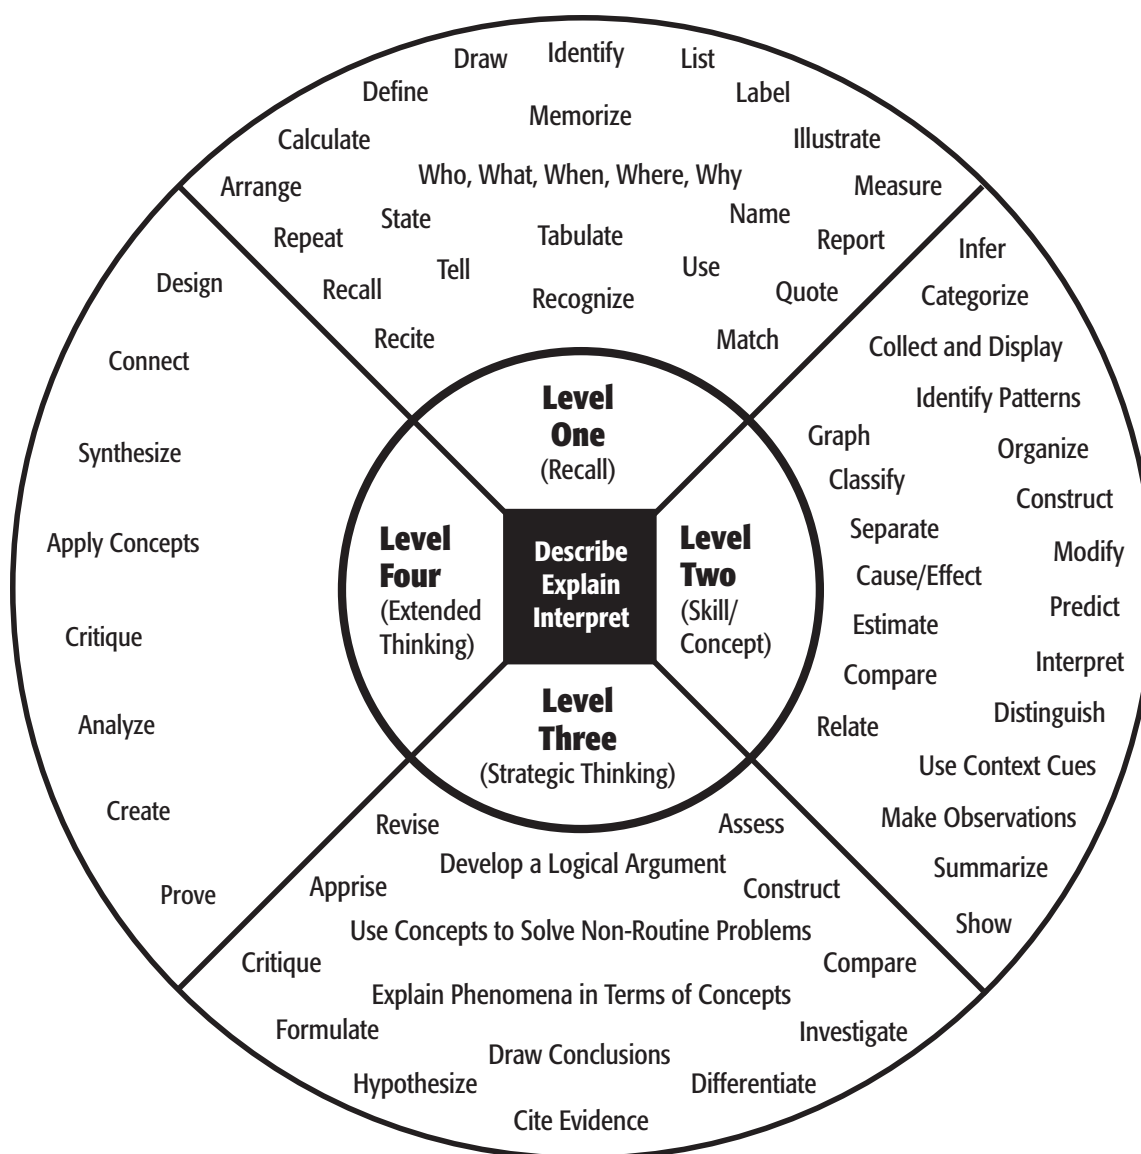 Draw
Identify
List
Define
Label
Memorize
Calculate
Illustrate
Who, What, When, Where, Why
Arrange
Measure
State
Name
Repeat
Tabulate
Report
Tell
Use
Recall
Recognize
Quote
Recite
Match
Level
One
(Recall)
Infer
Categorize
Collect and Display
Identify Patterns
Graph
Organize
Classify
Construct
Separate
Modify
Cause/Effect
Predict
Estimate
Interpret
Compare
Distinguish
Relate
Use Context Cues
Make Observations
Summarize
Show
Level
Two
(Skill/
Concept)
Describe
Explain
Interpret
Level
Three
(Strategic Thinking)
Revise
Assess
Develop a Logical Argument
Apprise
Construct
Use Concepts to Solve Non-Routine Problems
Critique
Compare
Explain Phenomena in Terms of Concepts
Formulate
Investigate
Draw Conclusions
Hypothesize
Differentiate
Cite Evidence
Level
Four
(Extended
Thinking)
Design
Connect
Synthesize
Apply Concepts
Critique
Analyze
Create
Prove